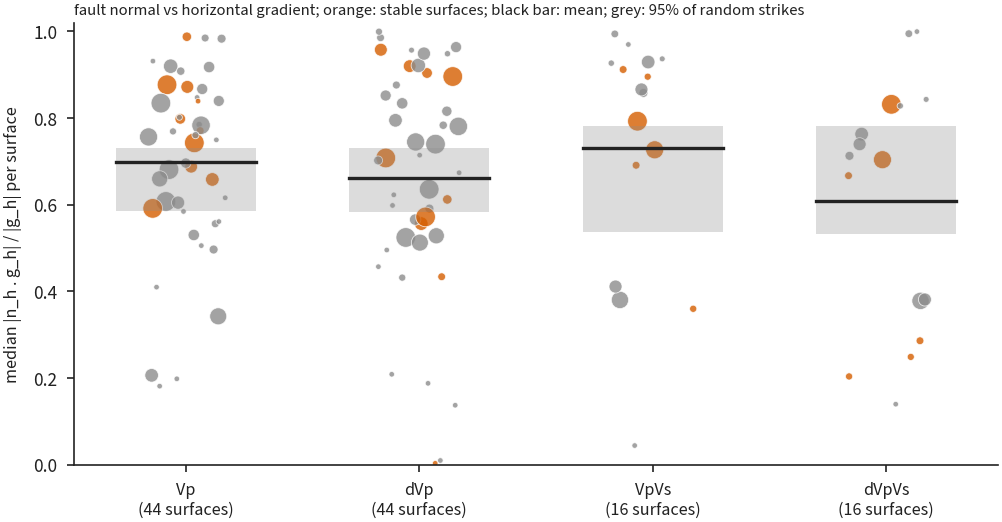 fault normal vs horizontal gradient; orange: stable surfaces; black bar: mean; grey: 95% of random strikes
median |n_h . g_h| / |g_h| per surface
1.0
0.8
0.6
0.4
0.2
0.0
Vp dVp VpVs dVpVs
(44 surfaces) (44 surfaces) (16 surfaces) (16 surfaces)